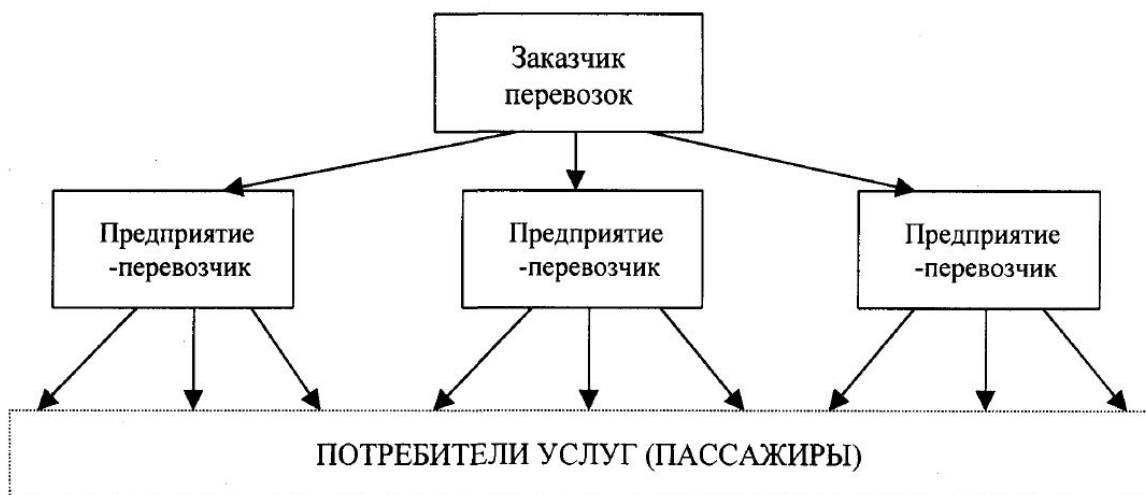 Заказчик
перевозок
Предприятие
-перевозчик
Предприятие
-перевозчик
Предприятие
-перевозчик
ПОТРЕБИТЕЛИ УСЛУГ (ПАССАЖИРЫ)